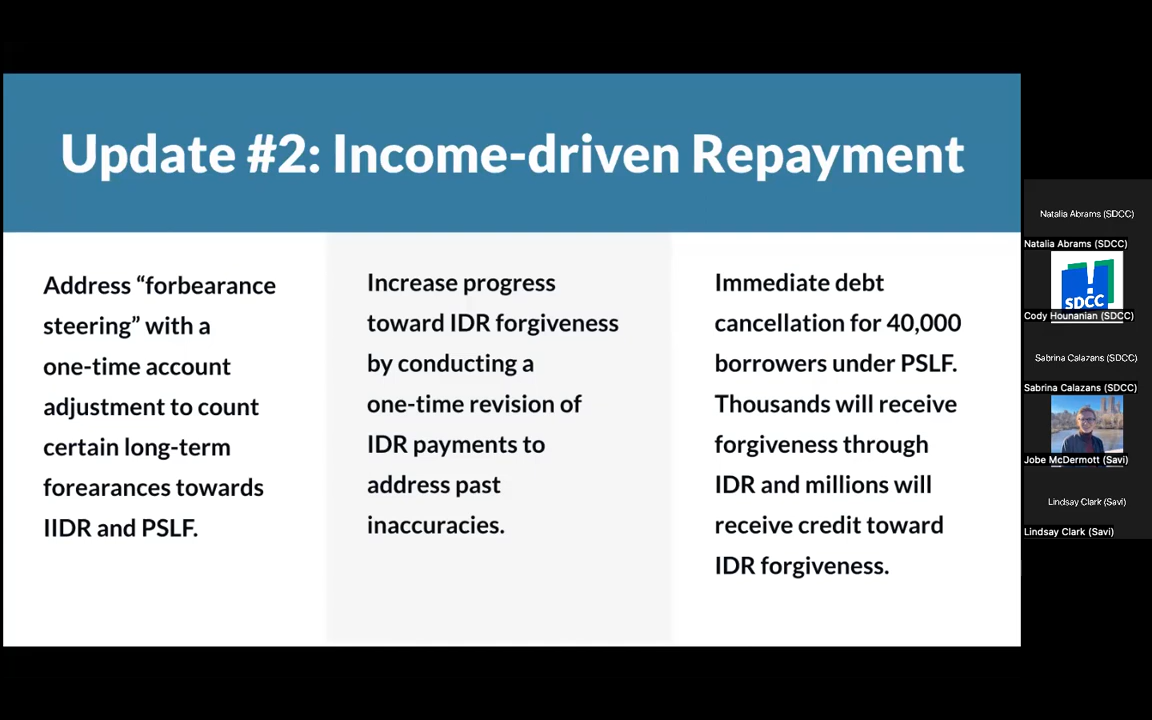 Update #2: Income-driven Repayment
Address “forbearance
steering” with a
one-time account
adjustment to count
certain long-term
forearances towards
IIDR and PSLF.
Increase progress
toward IDR forgiveness
by conducting a
one-time revision of
IDR payments to
address past
inaccuracies.
Immediate debt
cancellation for 40,000
borrowers under PSLF.
Thousands will receive
forgiveness through
IDR and millions will
receive credit toward
IDR forgiveness.
Natalia Abrams (SDCC)
Natalia Abrams (SDCC)
SDCC
Cody Hounanian (SDCC)
Sabrina Calazans (SDCC)
Sabrina Calazans (SDCC)
Jobe McDermott (Savi)
Lindsay Clark (Savi)
Lindsay Clark (Savi)